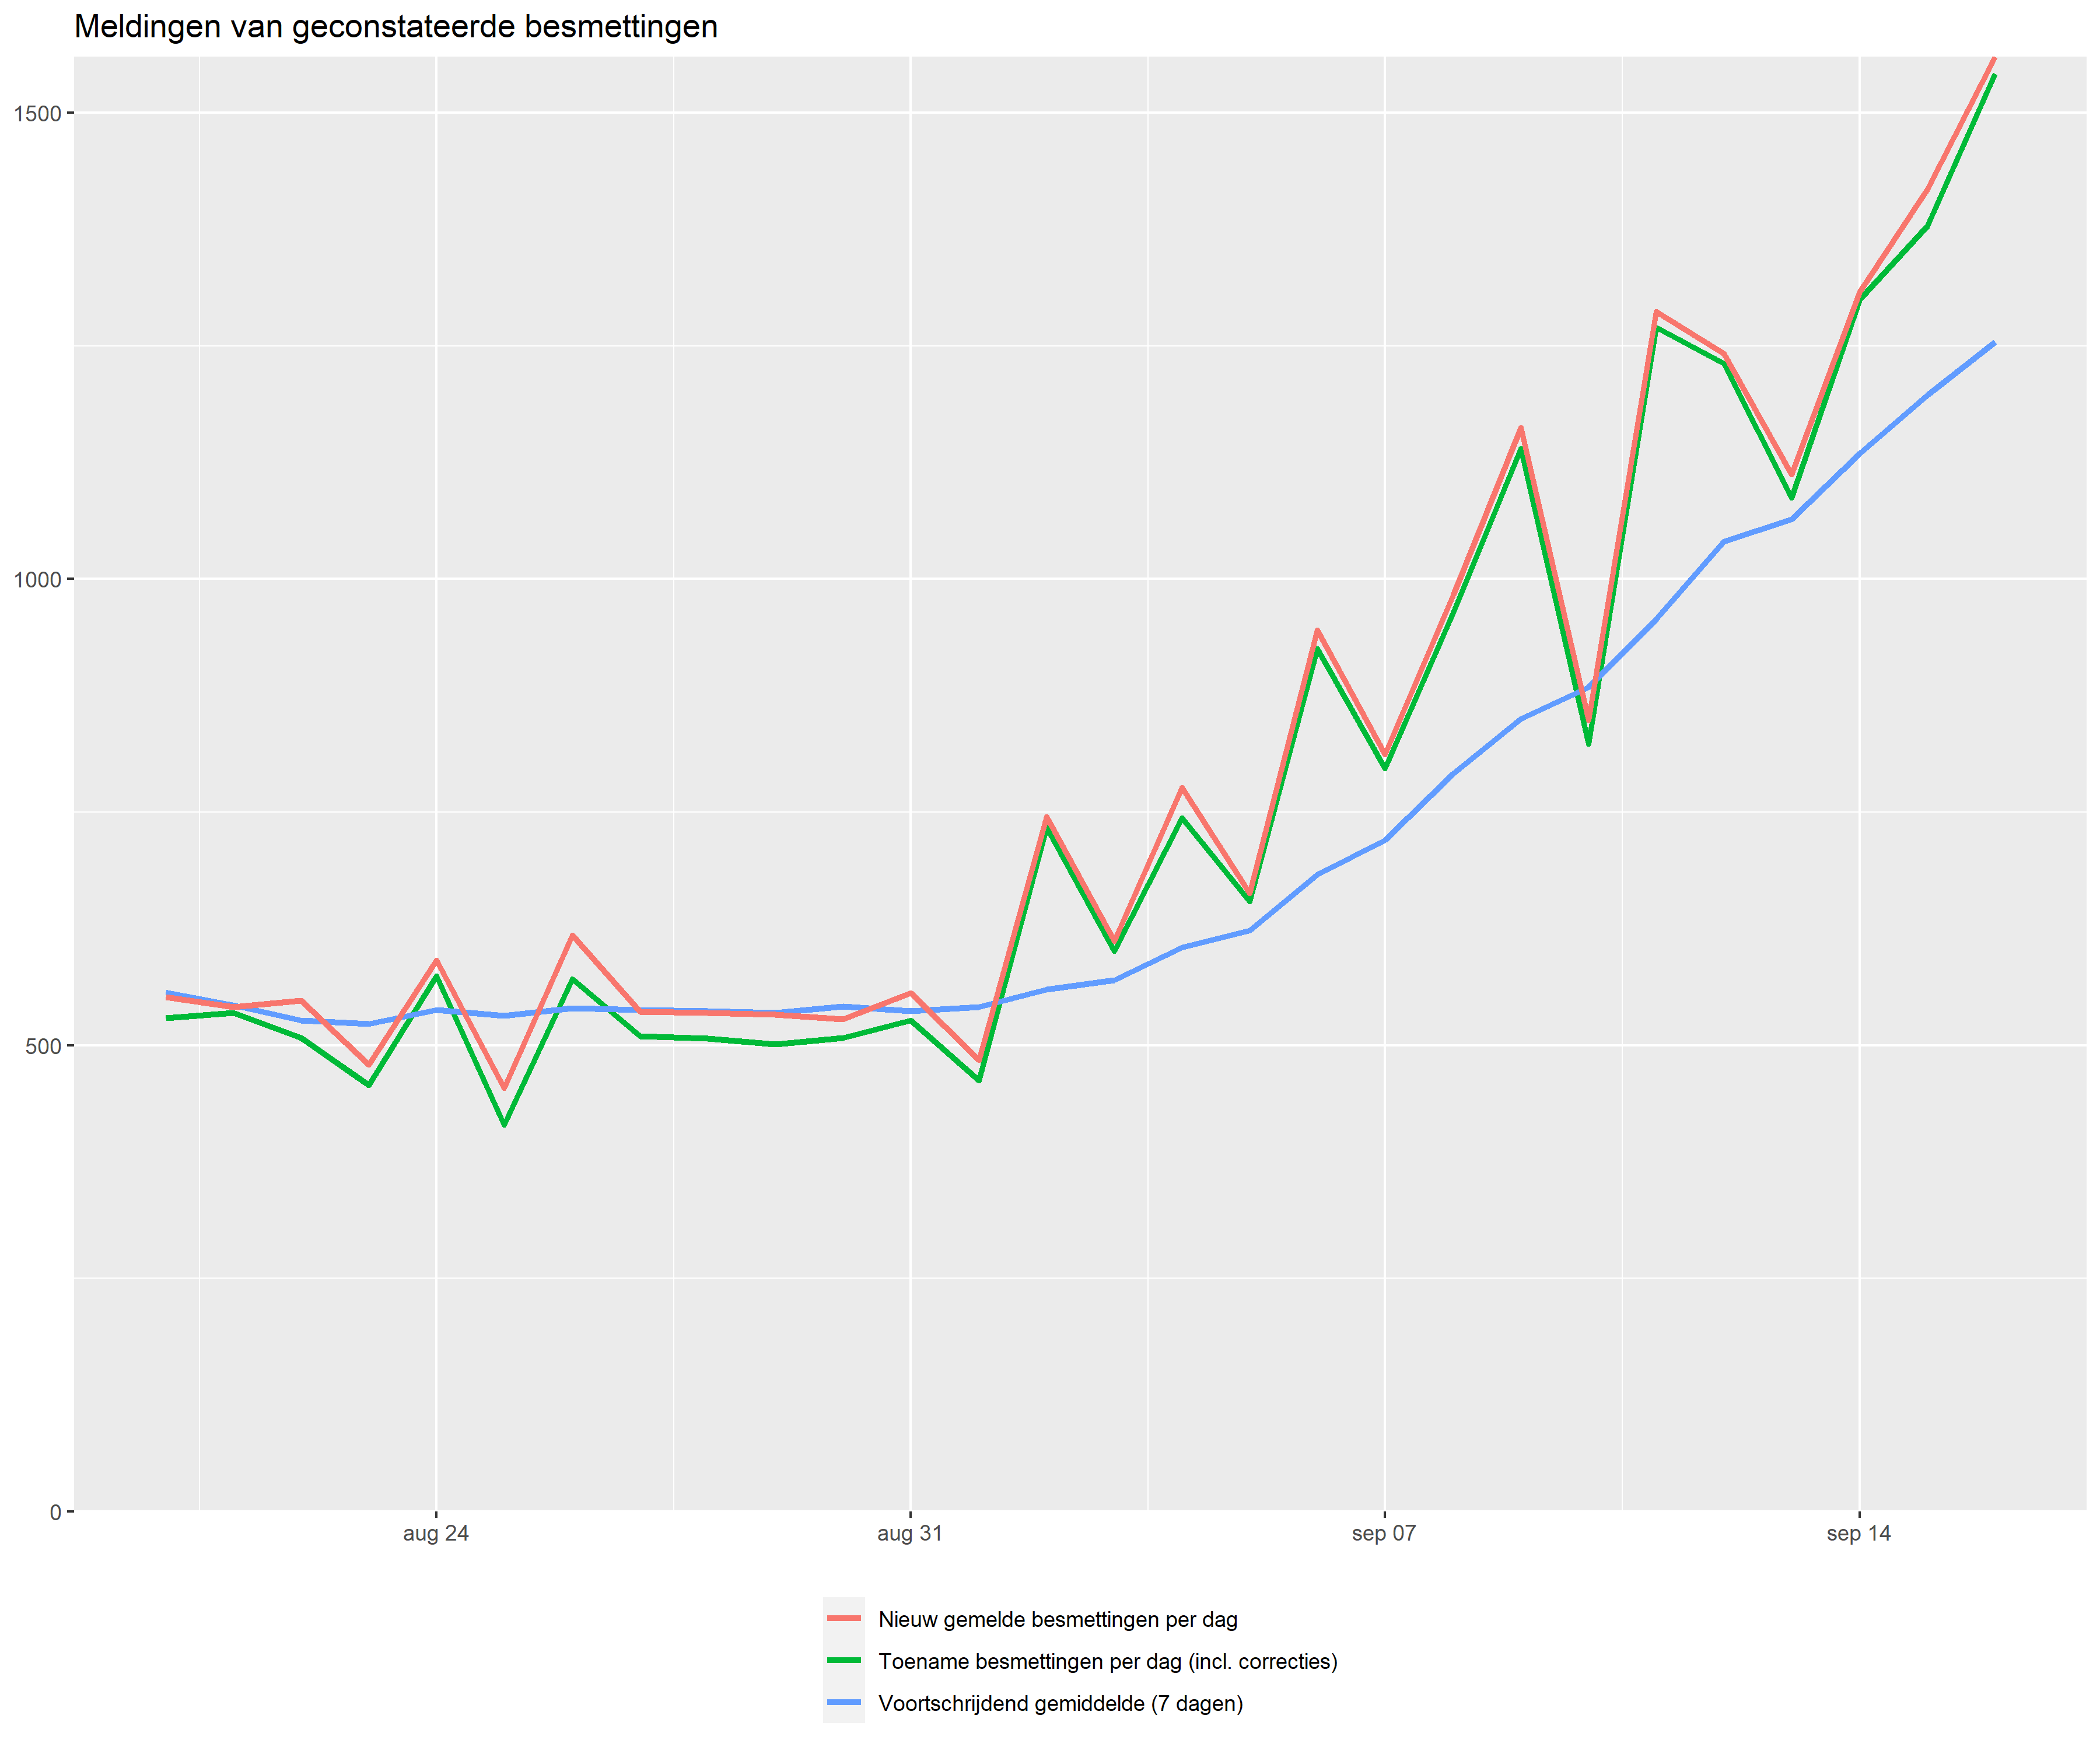 Meldingen van geconstateerde besmettingen
1500
1000
500
0
aug 24
aug 31
sep 07
sep 14
Nieuw gemelde besmettingen per dag
Toename besmettingen per dag (incl. correcties)
Voortschrijdend gemiddelde (7 dagen)